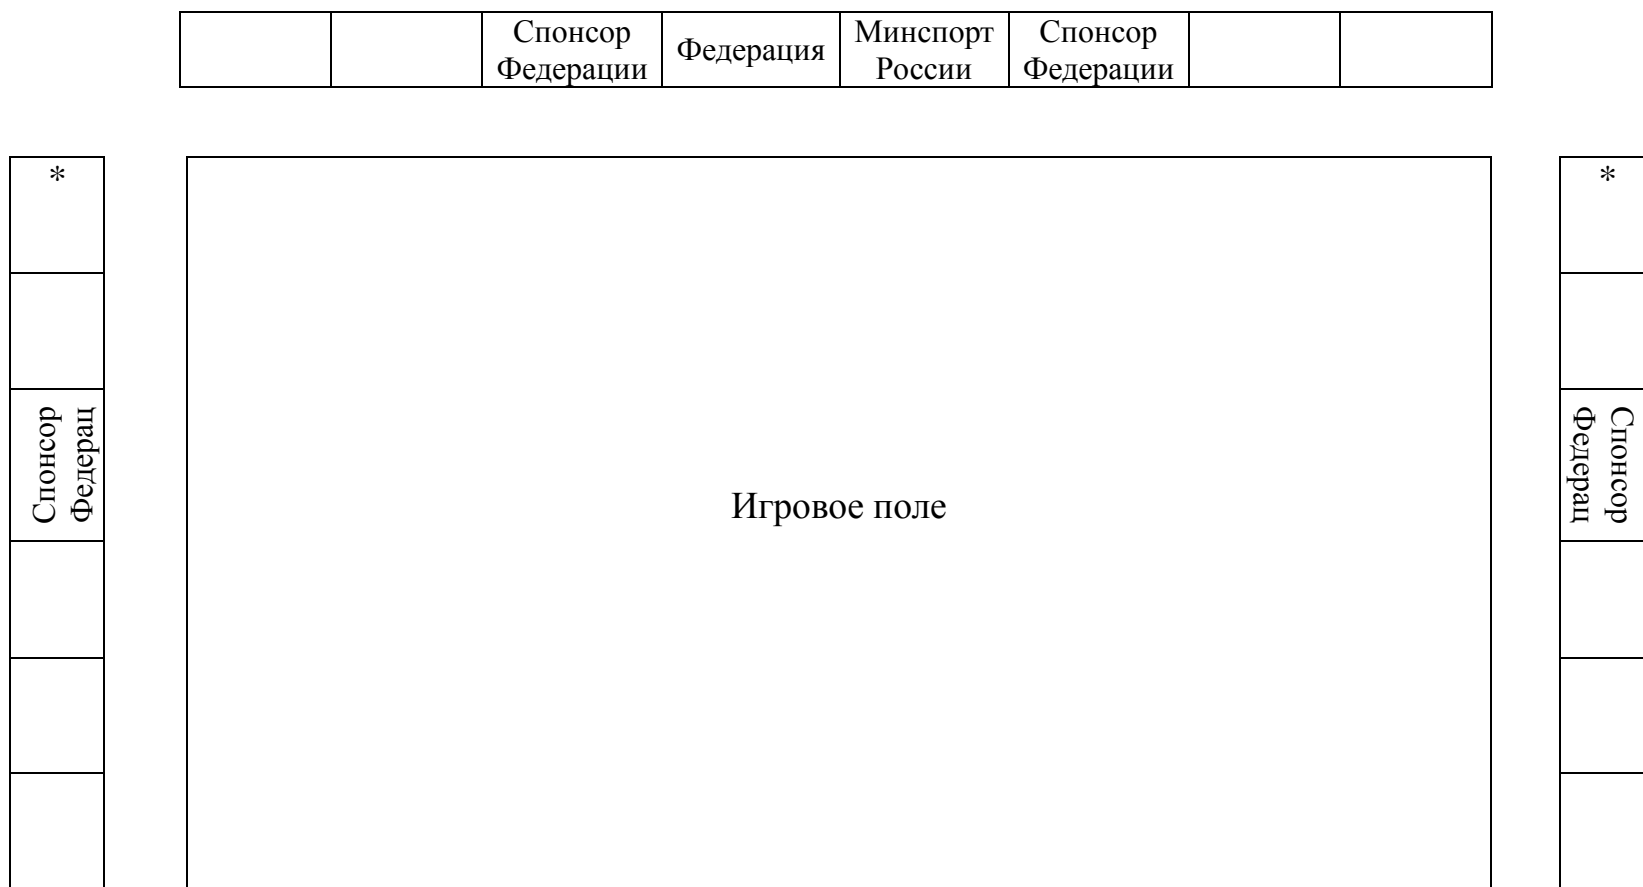 Спонсор
Федерации
Федерация
Минспорт
России
Спонсор
Федерации
*
*
Спонсор
Федерац
Игровое поле
Спонсор
Федерац